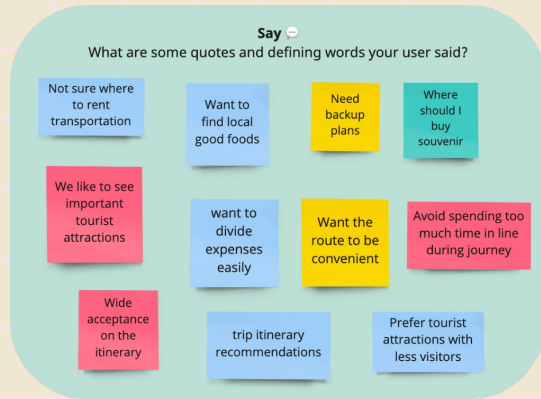 Say 💬
What are some quotes and defining words your user said?
Not sure where
to rent
transportation
Want to
find local
good foods
Need
backup
plans
Where
should I
buy
souvenir
We like to see
important
tourist
attractions
want to
divide
expenses
easily
Want the
route to be
convenient
Avoid spending too
much time in line
during journey
Wide
acceptance
on the
itinerary
trip itinerary
recommendations
Prefer tourist
attractions with
less visitors